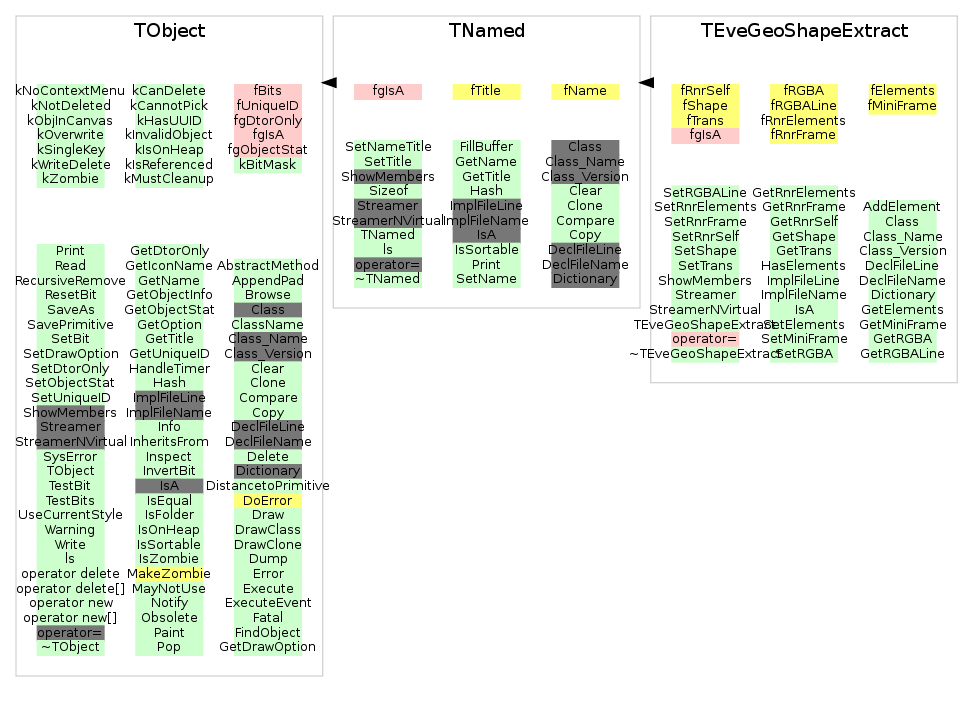 TObject
kNoContextMenu
kNotDeleted
kObjInCanvas
kOverwrite
kSingleKey
kWriteDelete
kZombie
kCanDelete
kCannotPick
kHasUUID
kInvalidObject
kIsOnHeap
kIsReferenced
kMustCleanup
fBits
fUniqueID
fgDtorOnly
fgIsA
fgObjectStat
kBitMask
Print
Read
RecursiveRemove
ResetBit
SaveAs
SavePrimitive
SetBit
SetDrawOption
SetDtorOnly
SetObjectStat
SetUniqueID
ShowMembers
Streamer
StreamerNVirtual
SysError
TObject
TestBit
TestBits
UseCurrentStyle
Warning
Write
ls
operator delete
operator delete[]
operator new
operator new[]
operator=
~TObject
GetDtorOnly
GetIconName
GetName
GetObjectInfo
GetObjectStat
GetOption
GetTitle
GetUniqueID
HandleTimer
Hash
ImplFileLine
ImplFileName
Info
InheritsFrom
Inspect
InvertBit
IsA
IsEqual
IsFolder
IsOnHeap
IsSortable
IsZombie
MakeZombie
MayNotUse
Notify
Obsolete
Paint
Pop
AbstractMethod
AppendPad
Browse
Class
ClassName
Class_Name
Class_Version
Clear
Clone
Compare
Copy
DeclFileLine
DeclFileName
Delete
Dictionary
DistancetoPrimitive
DoError
Draw
DrawClass
DrawClone
Dump
Error
Execute
ExecuteEvent
Fatal
FindObject
GetDrawOption
TNamed
fgIsA
fTitle
fName
SetNameTitle
SetTitle
ShowMembers
Sizeof
Streamer
StreamerNVirtual
TNamed
ls
operator=
~TNamed
FillBuffer
GetName
GetTitle
Hash
ImplFileLine
ImplFileName
IsA
IsSortable
Print
SetName
Class
Class_Name
Class_Version
Clear
Clone
Compare
Copy
DeclFileLine
DeclFileName
Dictionary
TEveGeoShapeExtract
fRnrSelf
fShape
fTrans
fgIsA
fRGBA
fRGBALine
fRnrElements
fRnrFrame
fElements
fMiniFrame
SetRGBALine
SetRnrElements
SetRnrFrame
SetRnrSelf
SetShape
SetTrans
ShowMembers
Streamer
StreamerNVirtual
TEveGeoShapeExtract
operator=
~TEveGeoShapeExtract
GetRnrElements
GetRnrFrame
GetRnrSelf
GetShape
GetTrans
HasElements
ImplFileLine
ImplFileName
IsA
SetElements
SetMiniFrame
SetRGBA
AddElement
Class
Class_Name
Class_Version
DeclFileLine
DeclFileName
Dictionary
GetElements
GetMiniFrame
GetRGBA
GetRGBALine